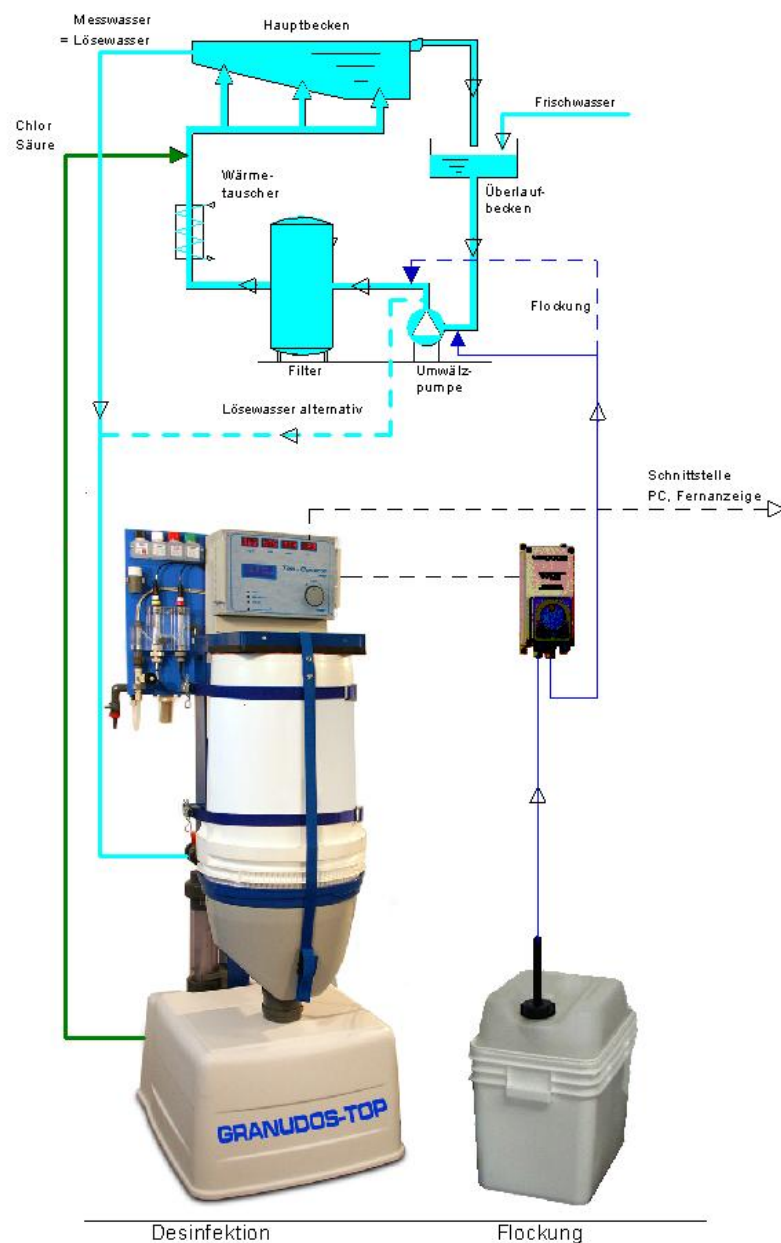 Messwasser
= Lösewasser
Hauptbecken
Frischwasser
Chlor
Säure
Wärme-
tauscher
Überlauf-
becken
Flockung
Filter
Umwälz-
pumpe
Lösewasser alternativ
Schnittstelle
PC, Fernanzeige
GRANUDOS-TOP
Desinfektion
Flockung